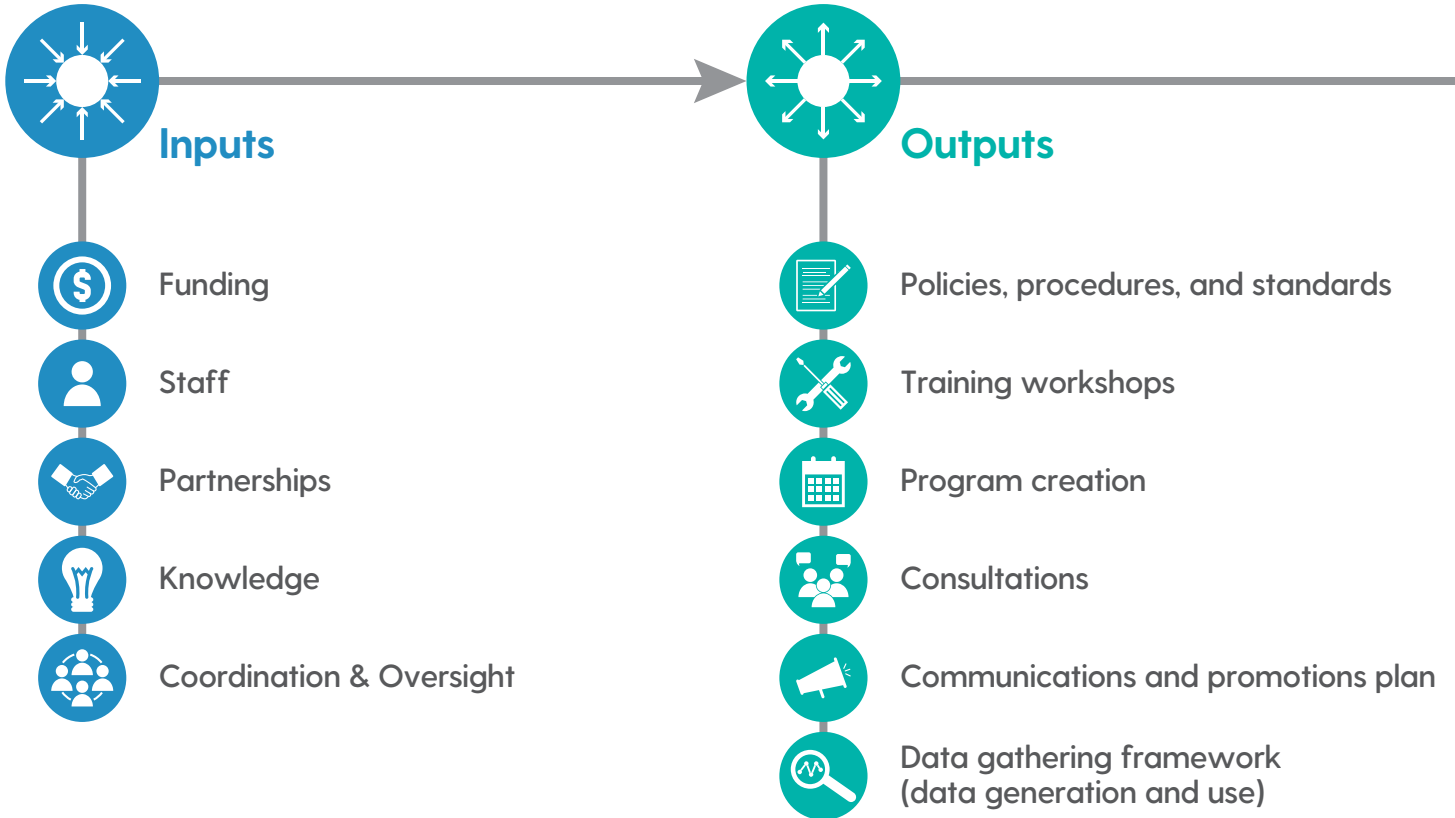 Inputs
Funding
Staff
Partnerships
Knowledge
Coordination & Oversight
Outputs
Policies, procedures, and standards
Training workshops
Program creation
Consultations
Communications and promotions plan
Data gathering framework
(data generation and use)